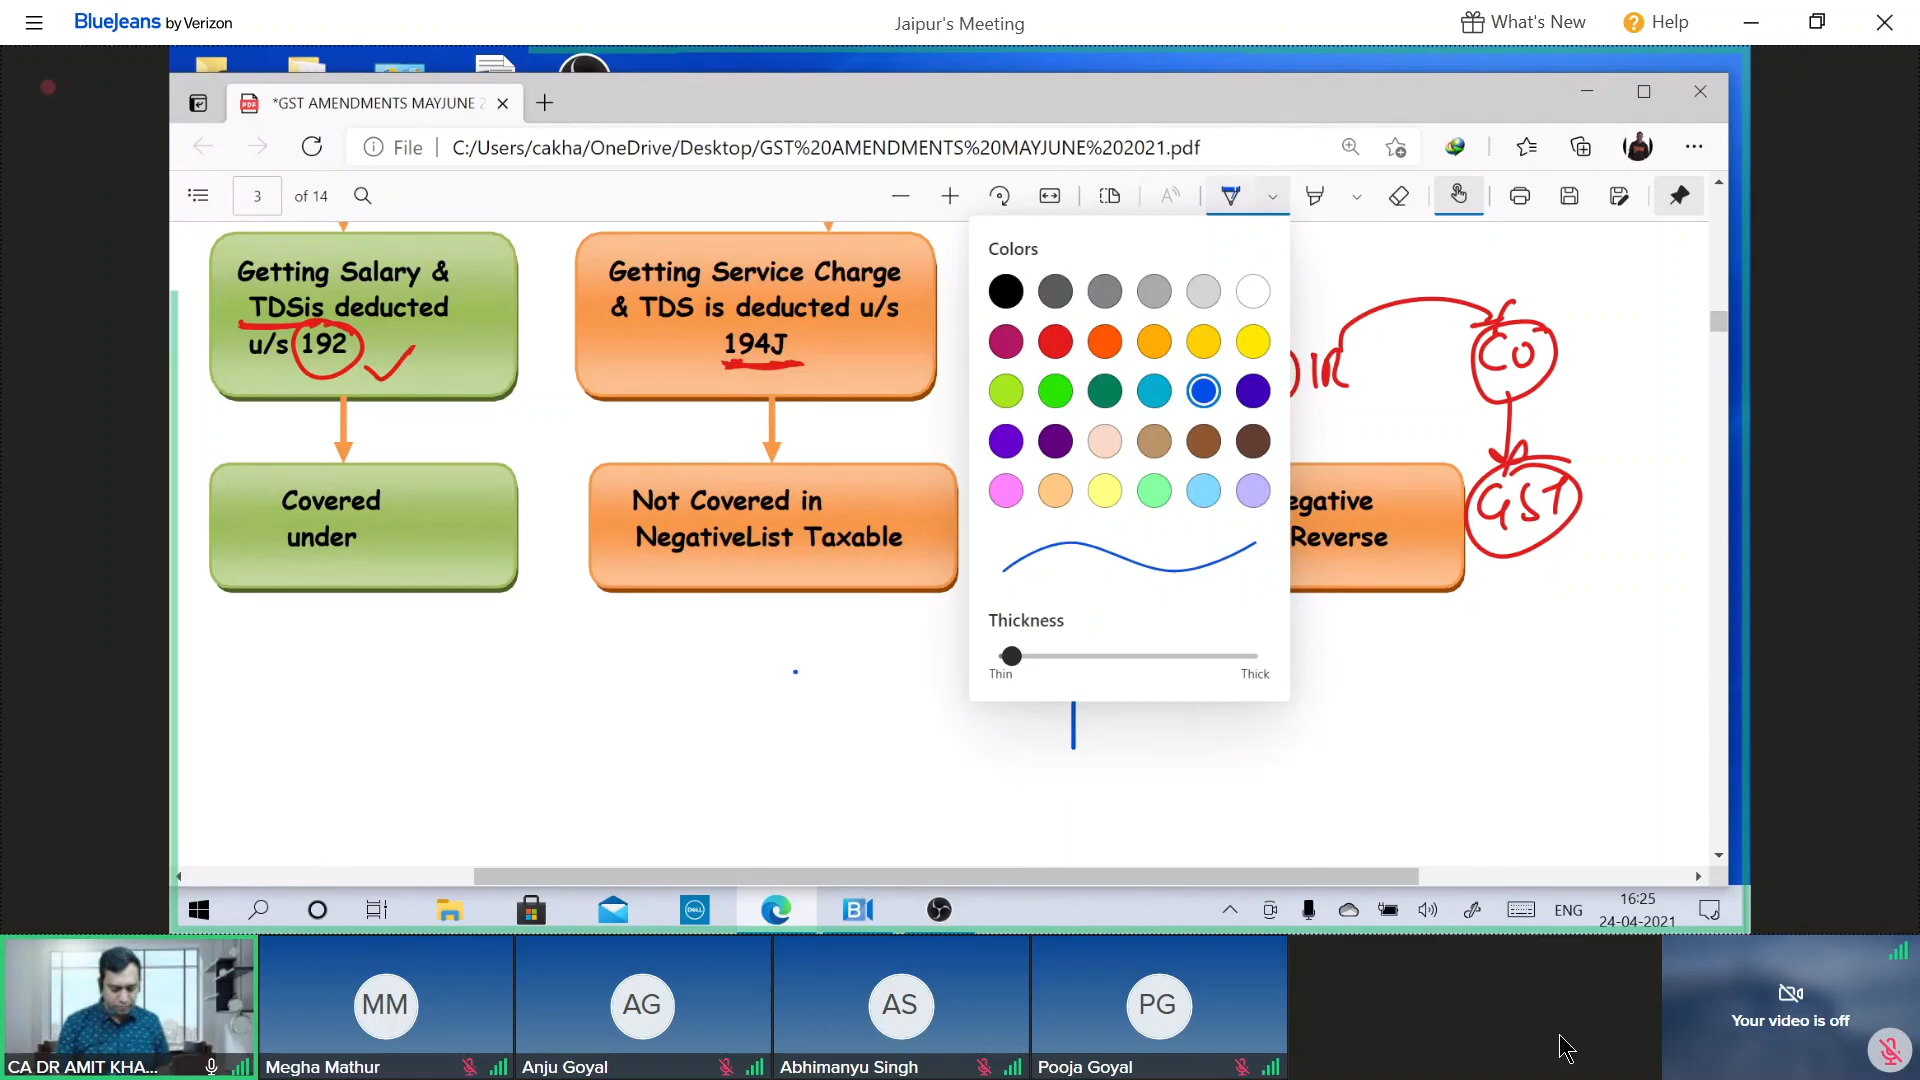 BlueJeans by Verizon
Jaipur's Meeting
What's New
Help
*GST AMENDMENTS MAYJUNE 2
File
C:/Users/cakha/OneDrive/Desktop/GST%20AMENDMENTS%20MAYJUNE%202021.pdf
3 of 14
Getting Salary &
TDSis deducted
u/s 192
Getting Service Charge
& TDS is deducted u/s
194J
Covered
under
Not Covered in
NegativeList Taxable
Colors
Thickness
Thin
Thick
egative
Reverse
DIR
CO
GST
ENG
16:25
24-04-2021
DELL
MM
AG
AS
PG
Your video is off
CA DR AMIT KHA...
Megha Mathur
Anju Goyal
Abhimanyu Singh
Pooja Goyal